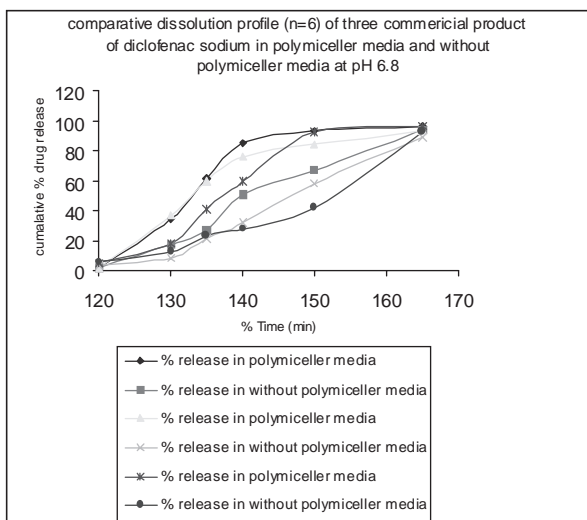 comparative dissolution profile (n=6) of three commericial product
of diclofenac sodium in polymiceller media and without
polymiceller media at pH 6.8
120
100
80
60
40
20
0
cumalative % drug release
120 130 140 150 160 170
% Time (min)
% release in polymiceller media
% release in without polymiceller media
% release in polymiceller media
% release in without polymiceller media
% release in polymiceller media
% release in without polymiceller media